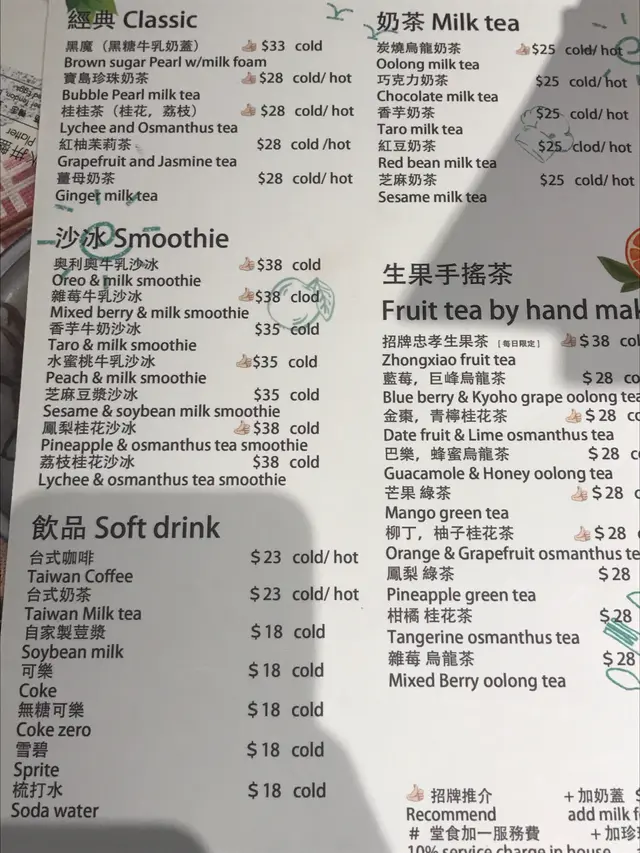 經典 Classic
黑魔（黑糖牛乳奶蓋） $33 cold
Brown sugar Pearl w/milk foam
寶島珍珠奶茶 $28 cold/ hot
Bubble Pearl milk tea
桂桂茶（桂花，荔枝） $28 cold/ hot
Lychee and Osmanthus tea
紅柚茉莉茶 $28 cold /hot
Grapefruit and Jasmine tea
薑母奶茶 $28 cold/ hot
Ginger milk tea
沙冰 Smoothie
奧利奧牛乳沙冰 $38 cold
Oreo & milk smoothie
雜莓牛乳沙冰 $38 clod
Mixed berry & milk smoothie
香芋牛奶沙冰 $35 cold
Taro & milk smoothie
水蜜桃牛乳沙冰 $35 cold
Peach & milk smoothie
芝麻豆漿沙冰 $35 cold
Sesame & soybean milk smoothie
鳳梨桂花沙冰 $38 cold
Pineapple & osmanthus tea smoothie
荔枝桂花沙冰 $38 cold
Lychee & osmanthus tea smoothie
飲品 Soft drink
台式咖啡 $23 cold/ hot
Taiwan Coffee
台式奶茶 $23 cold/ hot
Taiwan Milk tea
自家製荳漿 $18 cold
Soybean milk
可樂 $18 cold
Coke
無糖可樂 $18 cold
Coke zero
雪碧 $18 cold
Sprite
梳打水 $18 cold
Soda water
奶茶 Milk tea
炭燒烏龍奶茶 $25 cold/ hot
Oolong milk tea
巧克力奶茶 $25 cold/ hot
Chocolate milk tea
香芋奶茶 $25 cold/ hot
Taro milk tea
紅豆奶茶 $25 clod/ hot
Red bean milk tea
芝麻奶茶 $25 cold/ hot
Sesame milk tea
生果手搖茶
Fruit tea by hand mak
招牌忠孝生果茶 [每日限定] $38 col
Zhongxiao fruit tea
藍莓，巨峰烏龍茶 $28 co
Blue berry & Kyoho grape oolong tea
金棗，青檸桂花茶 $28 co
Date fruit & Lime osmanthus tea
巴樂，蜂蜜烏龍茶 $28 c
Guacamole & Honey oolong tea
芒果 綠茶 $28 c
Mango green tea
柳丁，柚子桂花茶 $28
Orange & Grapefruit osmanthus te
鳳梨 綠茶 $28
Pineapple green tea
柑橘 桂花茶 $28
Tangerine osmanthus tea
雜莓 烏龍茶 $28
Mixed Berry oolong tea
招牌推介 +加奶蓋 $
Recommend add milk f
# 堂食加一服務費 +加珍
10% service charge in house